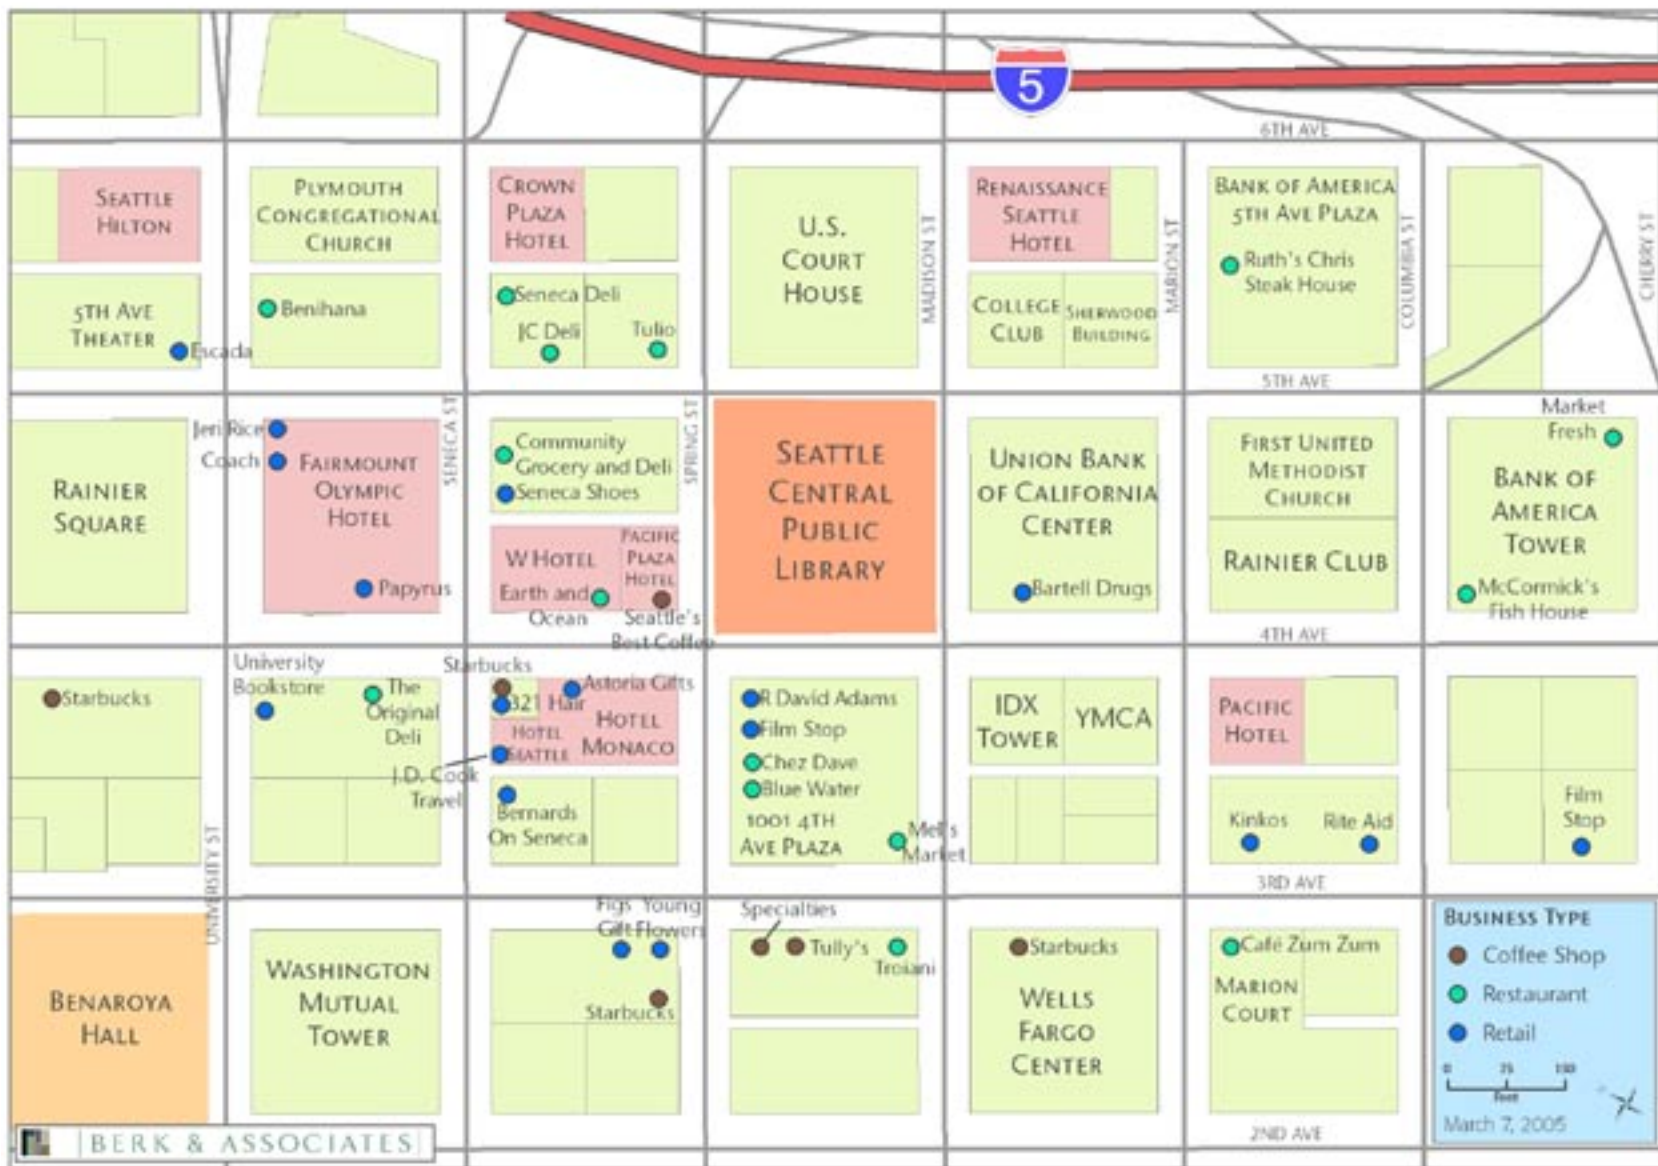 5
6TH AVE
SEATTLE
HILTON
PLYMOUTH
CONGREGATIONAL
CHURCH
CROWN
PLAZA
HOTEL
U.S.
COURT
HOUSE
MADISON ST
RENAISSANCE
SEATTLE
HOTEL
MARION ST
BANK OF AMERICA
5TH AVE PLAZA
Ruth's Chris
Steak House
COLUMBIA ST
CHERRY ST
5TH AVE
THEATER
Escada
Benihana
Seneca Deli
JC Deli
Tulio
COLLEGE
CLUB
SHERWOOD
BUILDING
5TH AVE
RAINIER
SQUARE
Jeri Rice
Coach
FAIRMOUNT
OLYMPIC
HOTEL
Papyrus
SENECA ST
Community
Grocery and Deli
Seneca Shoes
W HOTEL
Earth and
Ocean
PACIFIC
PLAZA
HOTEL
Seattle's
Best Coffee
SPRING ST
SEATTLE
CENTRAL
PUBLIC
LIBRARY
UNION BANK
OF CALIFORNIA
CENTER
Bartell Drugs
FIRST UNITED
METHODIST
CHURCH
RAINIER CLUB
Market
Fresh
BANK OF
AMERICA
TOWER
McCormick's
Fish House
4TH AVE
Starbucks
University
Bookstore
The
Original
Deli
Starbucks
321 Hair
Astoria Gifts
HOTEL
SEATTLE
HOTEL
MONACO
J.D. Cook
Travel
Bernards
On Seneca
R David Adams
Film Stop
Chez Dave
Blue Water
1001 4TH
AVE PLAZA
Mel's
Market
IDX
TOWER
YMCA
PACIFIC
HOTEL
Kinkos
Rite Aid
Film
Stop
UNIVERSITY ST
3RD AVE
BENAROYA
HALL
WASHINGTON
MUTUAL
TOWER
Figs
Gift
Young
Flowers
Starbucks
Specialties
Tully's
Troiani
Starbucks
WELLS
FARGO
CENTER
Café Zum Zum
MARION
COURT
BUSINESS TYPE
Coffee Shop
Restaurant
Retail
0 75 150
Feet
March 7, 2005
2ND AVE
BERK & ASSOCIATES